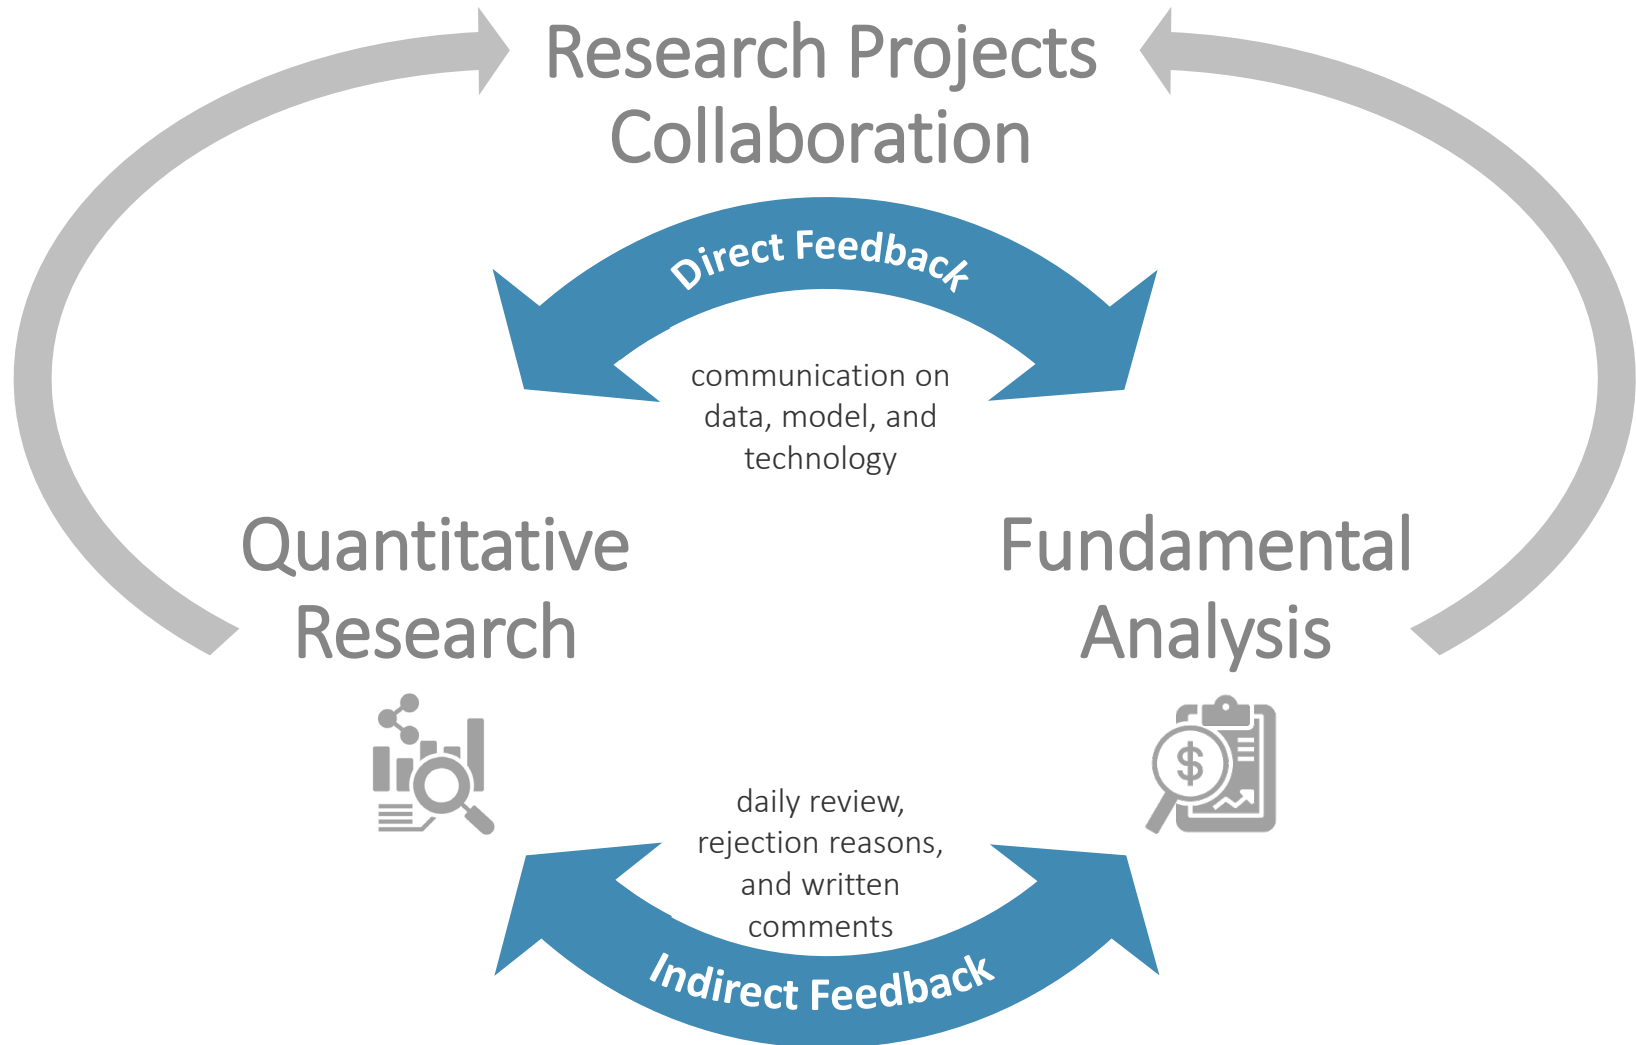 Research Projects
Collaboration
Direct Feedback
communication on
data, model, and
technology
Quantitative
Research
Fundamental
Analysis
$
daily review,
rejection reasons,
and written
comments
Indirect Feedback